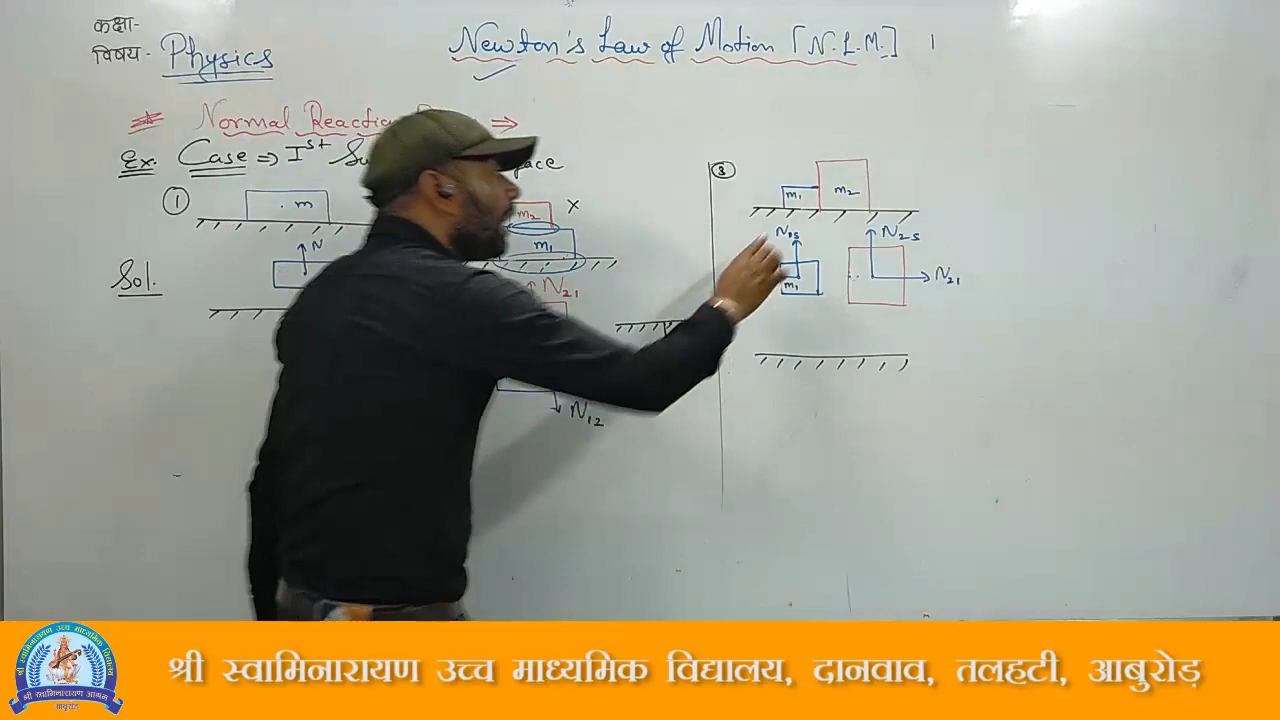 कक्षा-
विषय- Physics
Newton's Law of Motion [N.L.M.] 1
Normal Reaction
Ex. Case ⇒ Ist
1 m
m2 x
m1
3 m1 m2
Sol. N
N21
N12
N1s N2s
m1 N21
श्री स्वामिनारायण उच्च माध्यमिक विद्यालय, दानवाव, तलहटी, आबुरोड़